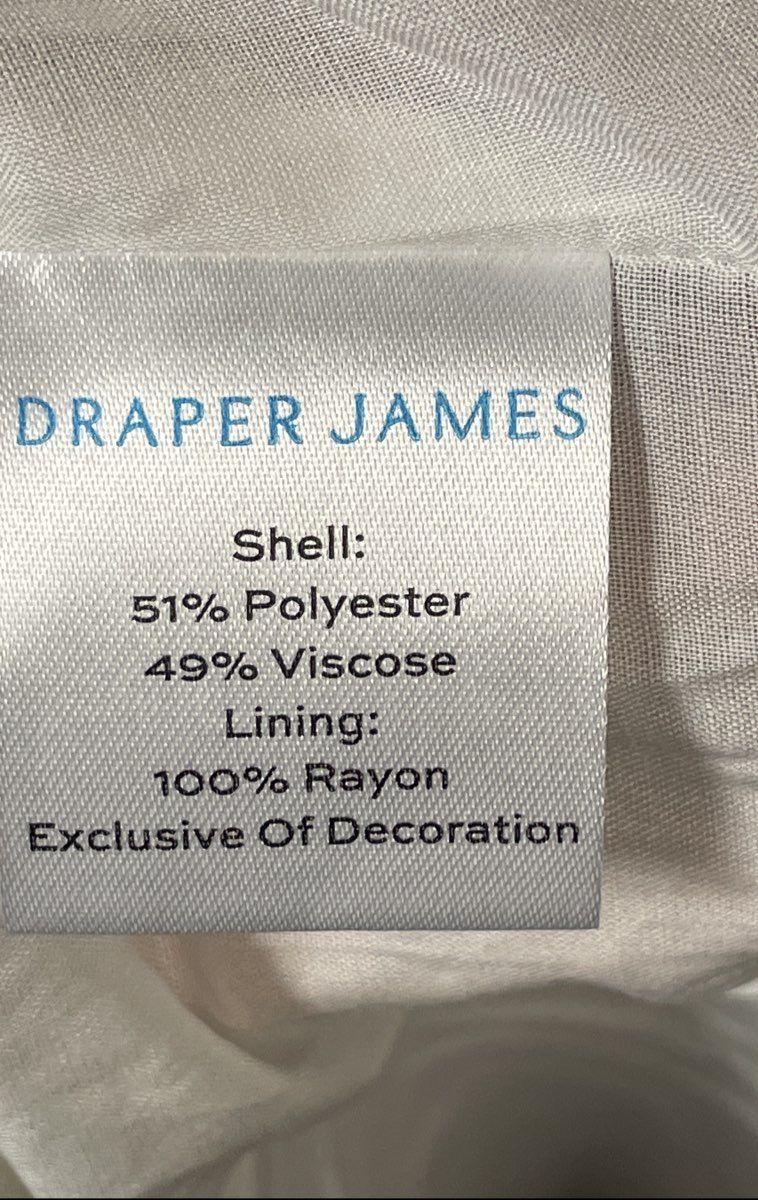 DRAPER JAMES
Shell:
51% Polyester
49% Viscose
Lining:
100% Rayon
Exclusive Of Decoration